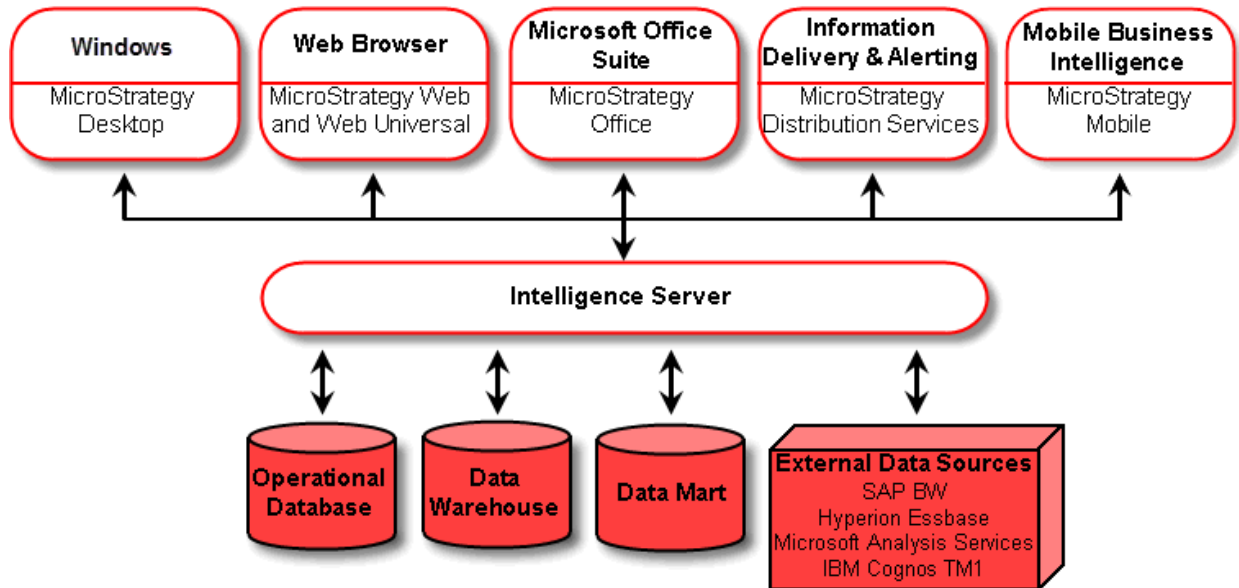 Windows
MicroStrategy
Desktop
Web Browser
MicroStrategy Web
and Web Universal
Microsoft Office
Suite
MicroStrategy
Office
Information
Delivery & Alerting
MicroStrategy
Distribution Services
Mobile Business
Intelligence
MicroStrategy
Mobile
Intelligence Server
Operational
Database
Data
Warehouse
Data Mart
External Data Sources
SAP BW
Hyperion Essbase
Microsoft Analysis Services
IBM Cognos TM1